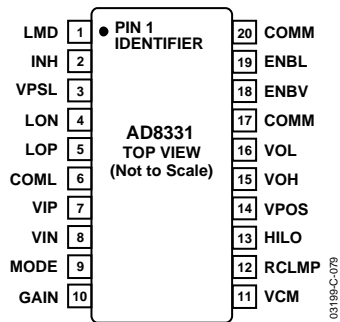 PIN 1
IDENTIFIER
LMD 1
INH 2
VPSL 3
LON 4
LOP 5
COML 6
VIP 7
VIN 8
MODE 9
GAIN 10
AD8331
TOP VIEW
(Not to Scale)
20 COMM
19 ENBL
18 ENBV
17 COMM
16 VOL
15 VOH
14 VPOS
13 HILO
12 RCLMP
11 VCM
03199-C-079